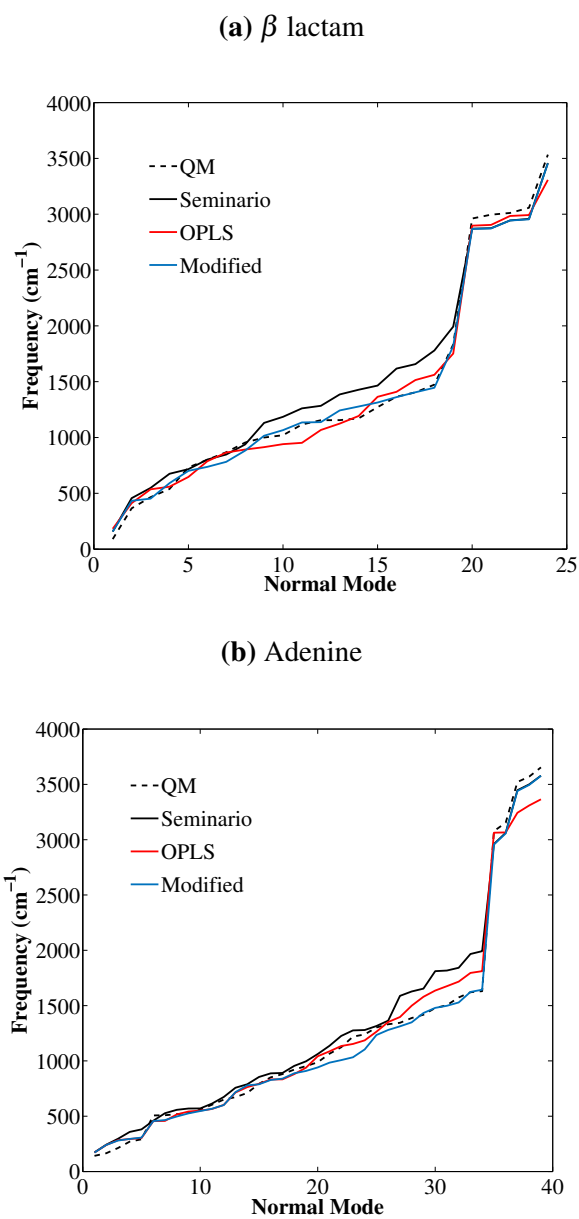 (a) β lactam
4000
3500
3000
2500
2000
1500
1000
500
0
Frequency (cm⁻¹)
QM
Seminario
OPLS
Modified
0 5 10 15 20 25
Normal Mode
(b) Adenine
4000
3500
3000
2500
2000
1500
1000
500
0
Frequency (cm⁻¹)
QM
Seminario
OPLS
Modified
0 10 20 30 40
Normal Mode